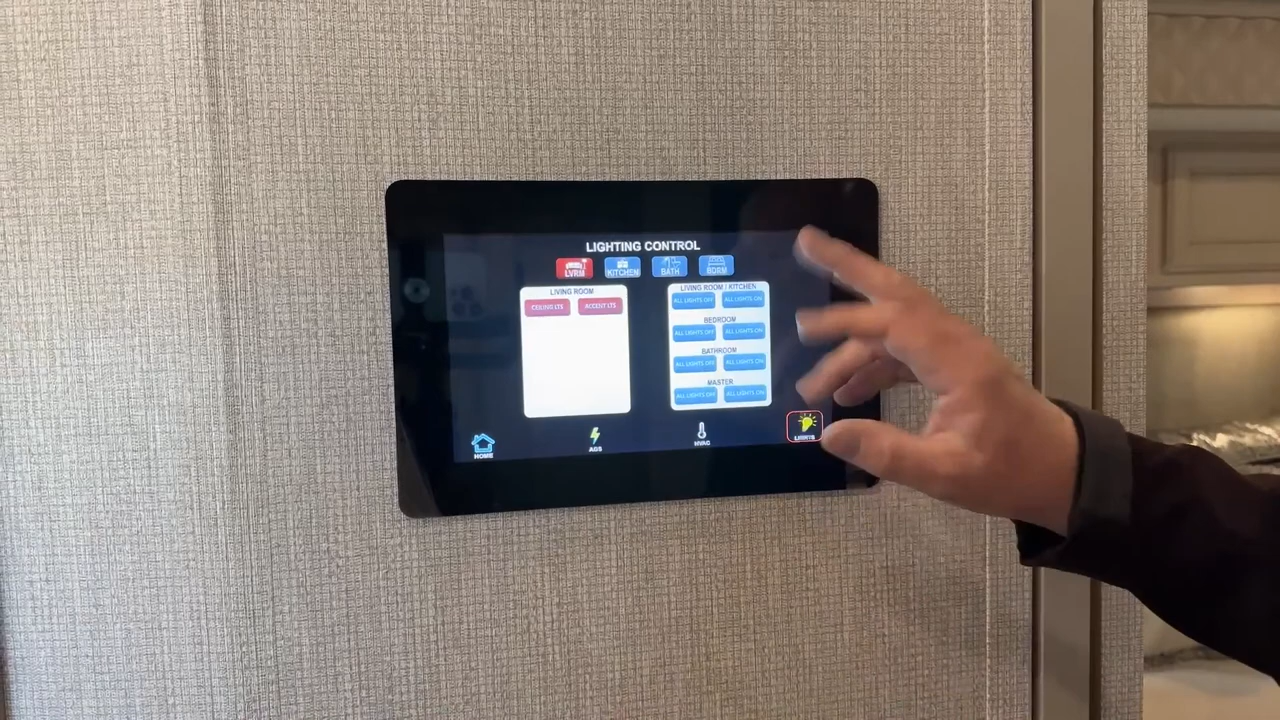 LIGHTING CONTROL
LVRM KITCHEN BATH BDRM
LIVING ROOM
CEILING LTS ACCENT LTS
LIVING ROOM / KITCHEN
ALL LIGHTS OFF ALL LIGHTS ON
BEDROOM
ALL LIGHTS OFF ALL LIGHTS ON
BATHROOM
ALL LIGHTS OFF ALL LIGHTS ON
MASTER
ALL LIGHTS OFF ALL LIGHTS ON
HOME AGS HVAC LIGHTS